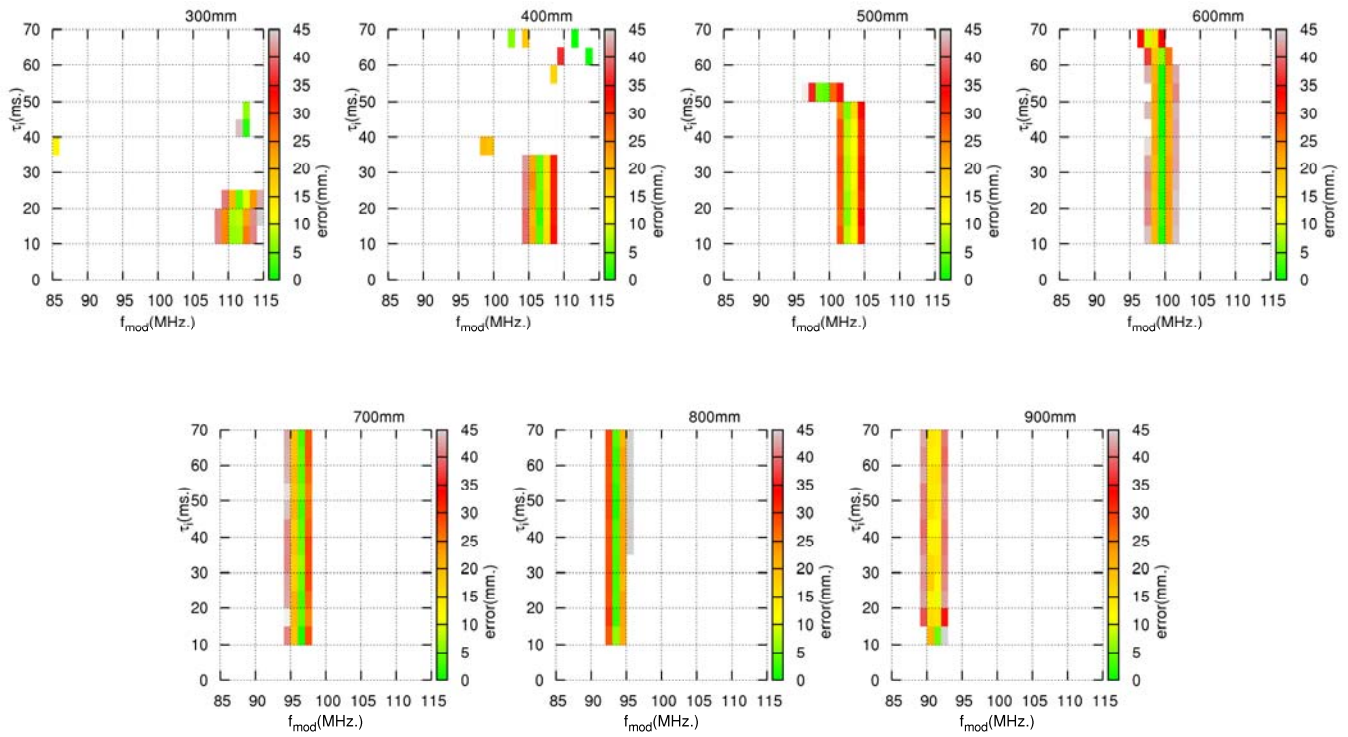 300mm 400mm 500mm 600mm
70 45 70 45 70 45 70 45
60 40 60 40 60 40 60 40
50 35 50 35 50 35 50 35
40 30 40 30 40 30 40 30
30 25 30 25 30 25 30 25
20 20 20 20 20 20 20 20
10 15 10 15 10 15 10 15
0 10 0 10 0 10 0 10
5 5 5 5
0 0 0 0
τi(ms.) error(mm.) τi(ms.) error(mm.) τi(ms.) error(mm.) τi(ms.) error(mm.)
85 90 95 100 105 110 115 85 90 95 100 105 110 115 85 90 95 100 105 110 115 85 90 95 100 105 110 115
fmod(MHz.) fmod(MHz.) fmod(MHz.) fmod(MHz.)
700mm 800mm 900mm
70 45 70 45 70 45
60 40 60 40 60 40
50 35 50 35 50 35
40 30 40 30 40 30
30 25 30 25 30 25
20 20 20 20 20 20
10 15 10 15 10 15
0 10 0 10 0 10
5 5 5
0 0 0
τi(ms.) error(mm.) τi(ms.) error(mm.) τi(ms.) error(mm.)
85 90 95 100 105 110 115 85 90 95 100 105 110 115 85 90 95 100 105 110 115
fmod(MHz.) fmod(MHz.) fmod(MHz.)